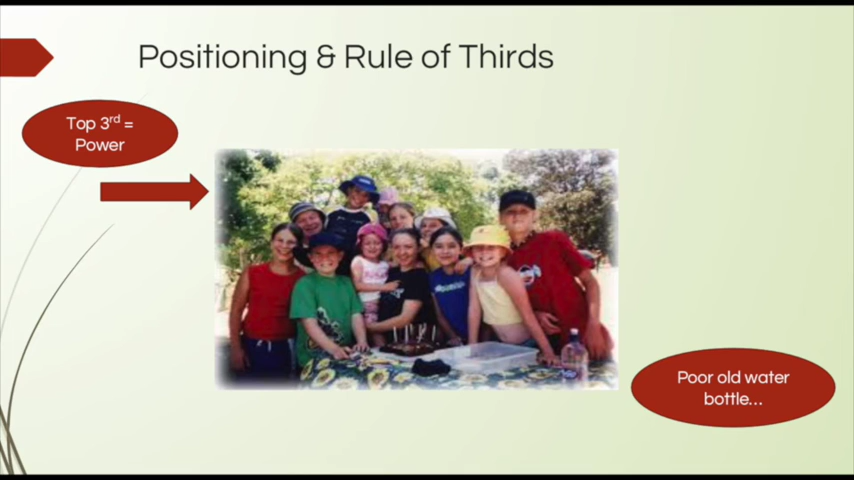 Positioning & Rule of Thirds
Top 3rd =
Power
Poor old water
bottle...